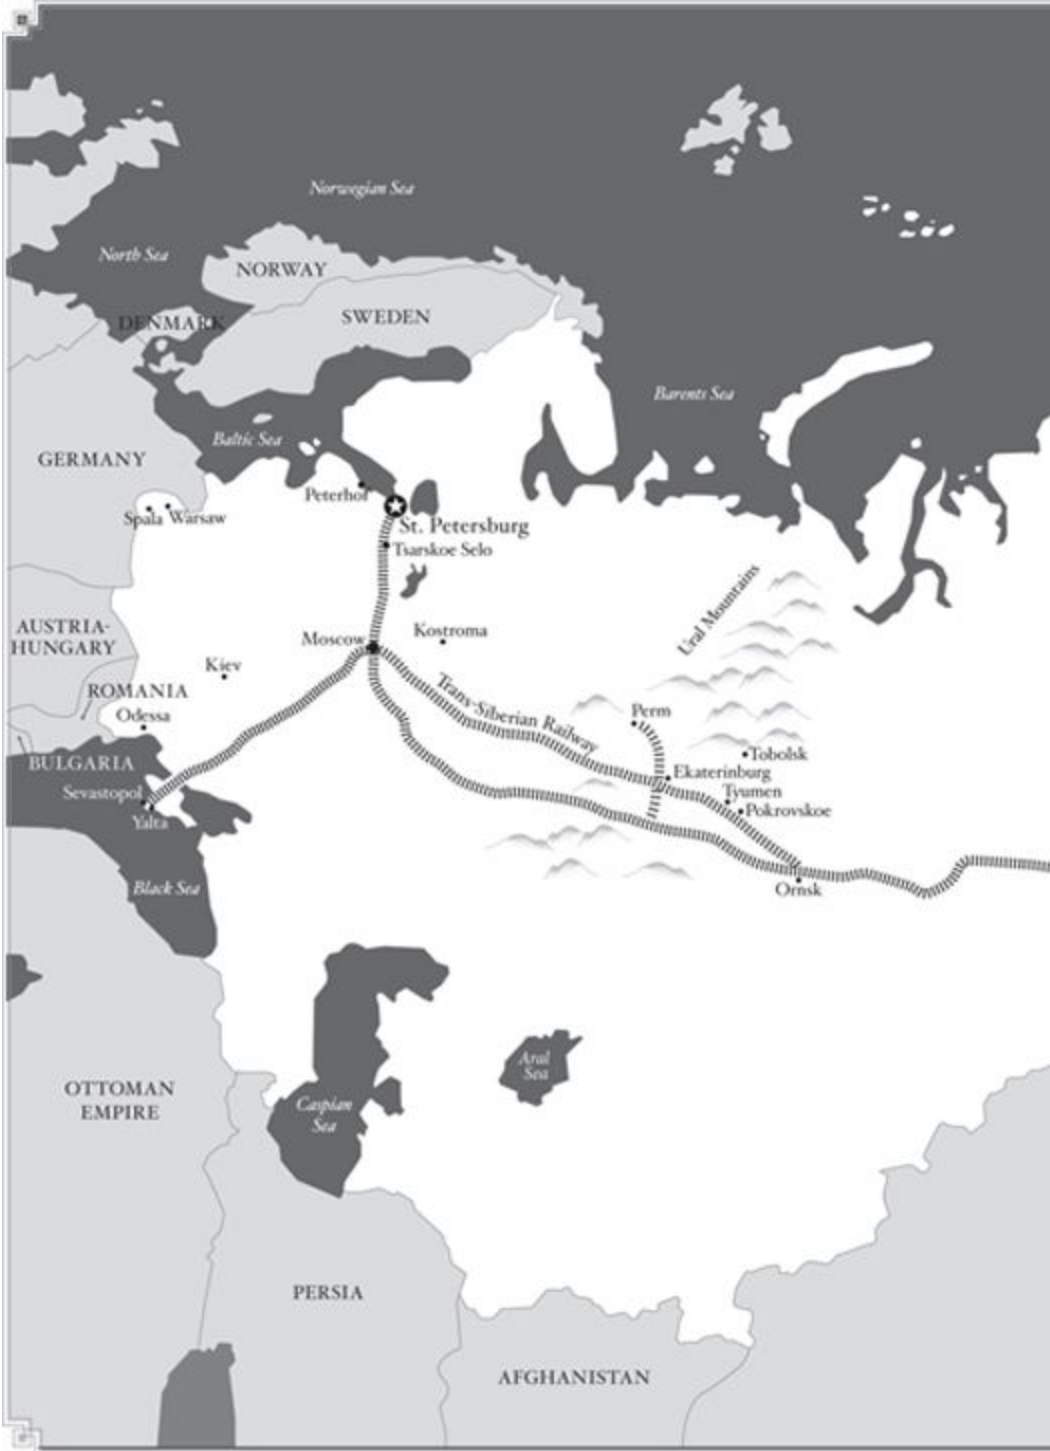 Norwegian Sea
North Sea
NORWAY
DENMARK
SWEDEN
Barents Sea
Baltic Sea
GERMANY
Peterhof
Spala Warsaw
St. Petersburg
Tsarskoe Selo
Ural Mountains
AUSTRIA-
HUNGARY
Moscow
Kostroma
Kiev
ROMANIA
Trans-Siberian Railway
Odessa
Perm
BULGARIA
Tobolsk
Sevastopol
Ekaterinburg
Tyumen
Yalta
Pokrovskoe
Black Sea
Omsk
Aral
Sea
OTTOMAN
EMPIRE
Caspian
Sea
PERSIA
AFGHANISTAN